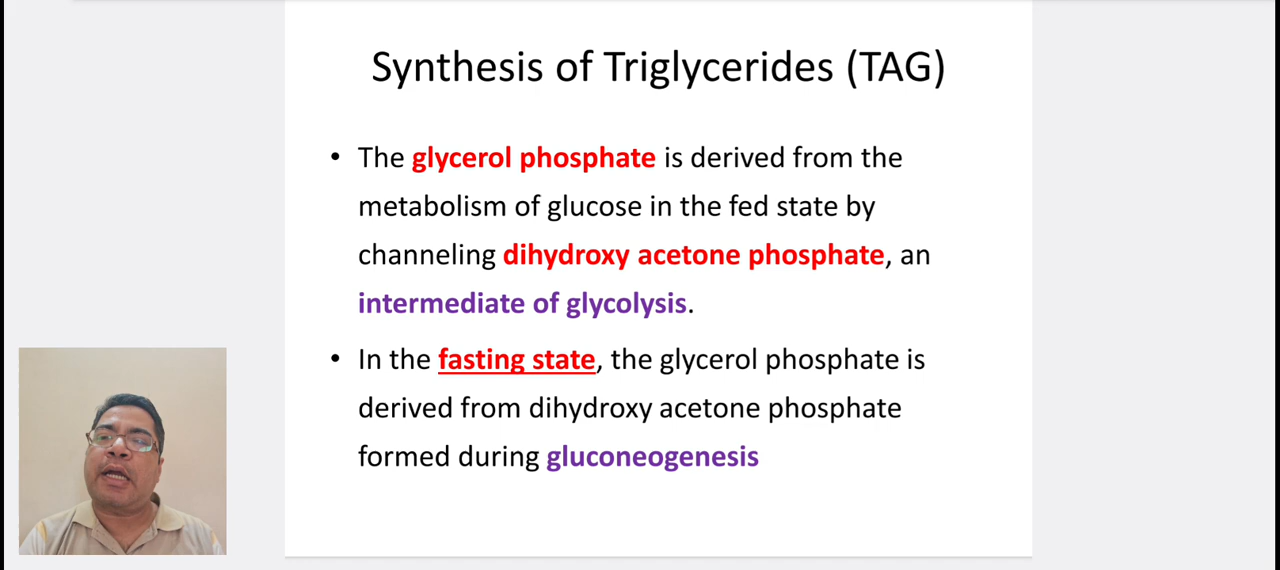 Synthesis of Triglycerides (TAG)
• The glycerol phosphate is derived from the
metabolism of glucose in the fed state by
channeling dihydroxy acetone phosphate, an
intermediate of glycolysis.
• In the fasting state, the glycerol phosphate is
derived from dihydroxy acetone phosphate
formed during gluconeogenesis